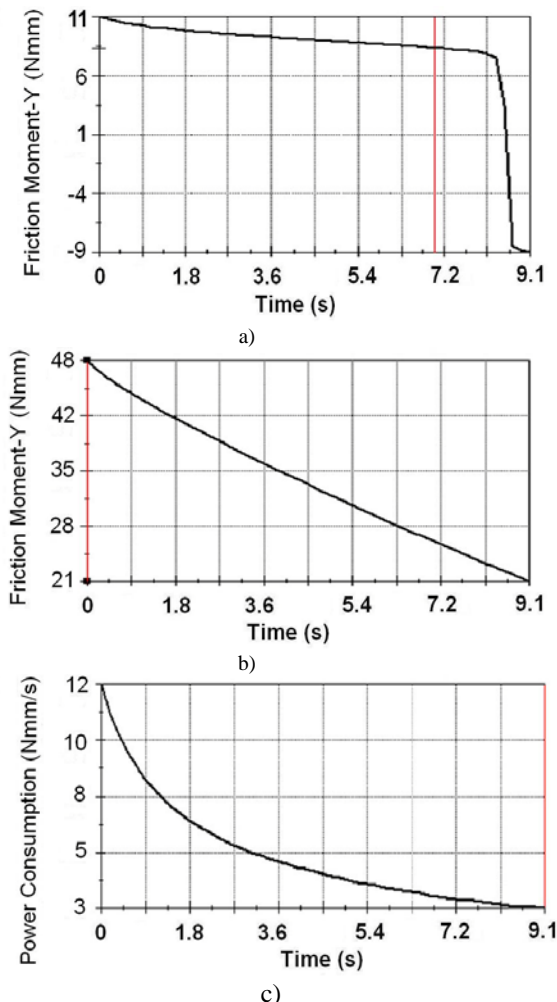 Friction Moment-Y (Nmm)
11
6
1
-4
-9
0 1.8 3.6 5.4 7.2 9.1
Time (s)
a)
Friction Moment-Y (Nmm)
48
42
35
28
21
0 1.8 3.6 5.4 7.2 9.1
Time (s)
b)
Power Consumption (Nmm/s)
12
10
8
5
3
0 1.8 3.6 5.4 7.2 9.1
Time (s)
c)